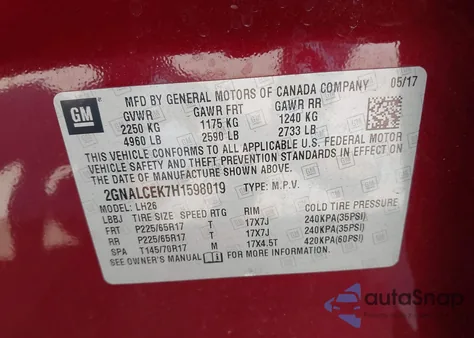 GM
MFD BY GENERAL MOTORS OF CANADA COMPANY 05/17
GVWR GAWR FRT GAWR RR
2250 KG 1175 KG 1240 KG
4960 LB 2590 LB 2733 LB
THIS VEHICLE CONFORMS TO ALL APPLICABLE U.S. FEDERAL MOTOR
VEHICLE SAFETY, BUMPER, AND THEFT PREVENTION STANDARDS
IN EFFECT ON THE
DATE OF MANUFACTURE SHOWN ABOVE.
2GNALCEK7H1598019 TYPE: M.P.V.
MODEL: LH26
LBBJ TIRE SIZE SPEED RTG RIM COLD TIRE PRESSURE
FRT P225/65R17 T 17X7J 240KPA(35PSI)
RR P225/65R17 T 17X7J 240KPA(35PSI)
SPA T145/70R17 M 17X4.5T 420KPA(60PSI)
SEE OWNER'S MANUAL FOR MORE INFORMATION.
autoSnap
www.autosnap.com